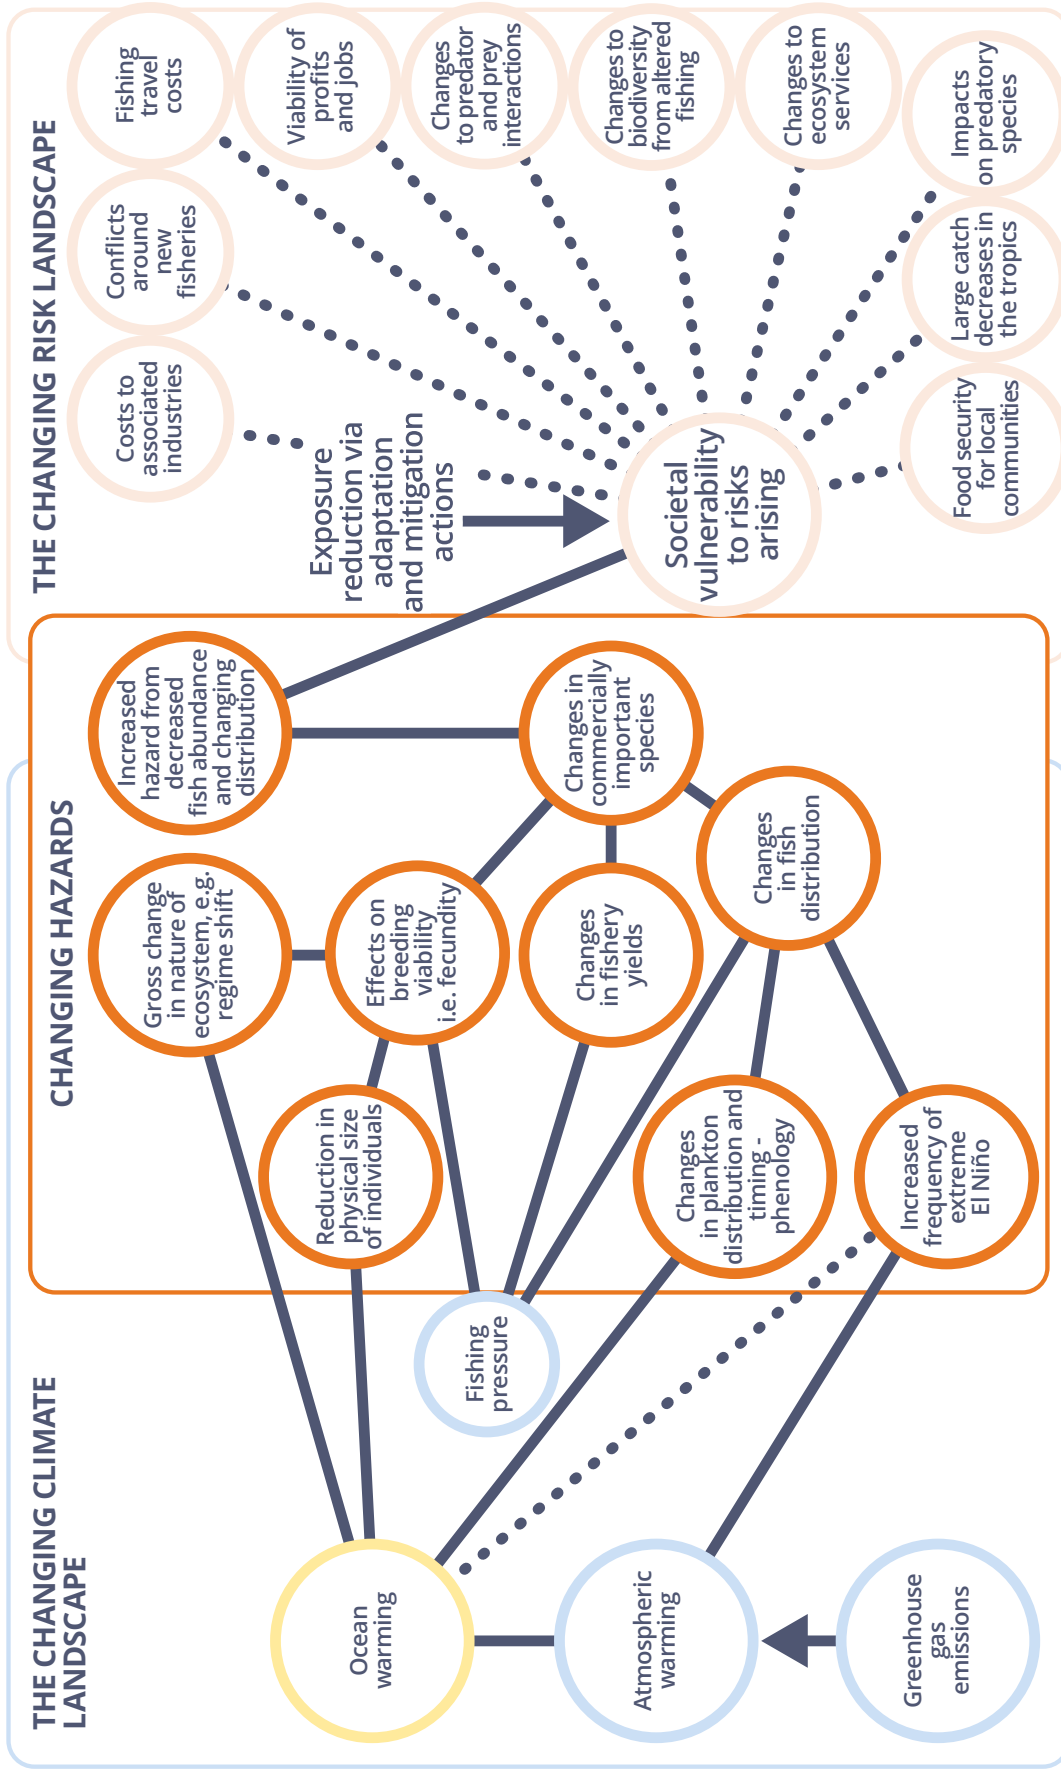 THE CHANGING CLIMATE
LANDSCAPE
Ocean
warming
Atmospheric
warming
Greenhouse
gas
emissions
Fishing
pressure
CHANGING HAZARDS
Gross change
in nature of
ecosystem, e.g.
regime shift
Increased
hazard from
decreased
fish abundance
and changing
distribution
Reduction in
physical size
of individuals
Effects on
breeding
viability
i.e. fecundity
Changes
in fishery
yields
Changes in
commercially
important
species
Changes
in plankton
distribution and
timing -
phenology
Changes
in fish
distribution
Increased
frequency of
extreme
El Niño
THE CHANGING RISK LANDSCAPE
Exposure
reduction via
adaptation
and mitigation
actions
Societal
vulnerability
to risks
arising
Costs to
associated
industries
Conflicts
around
new
fisheries
Fishing
travel
costs
Viability of
profits
and jobs
Changes
to predator
and prey
interactions
Changes to
biodiversity
from altered
fishing
Changes to
ecosystem
services
Impacts
on predatory
species
Large catch
decreases in
the tropics
Food security
for local
communities